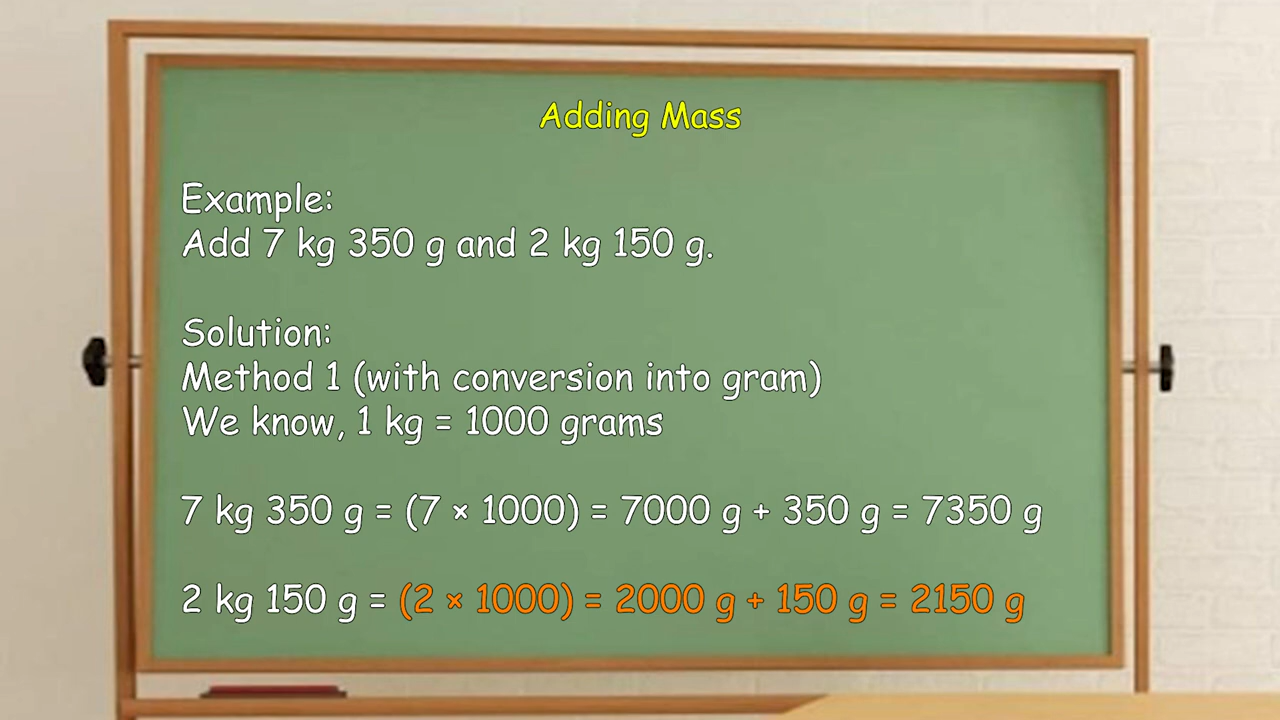 Adding Mass
Example:
Add 7 kg 350 g and 2 kg 150 g.
Solution:
Method 1 (with conversion into gram)
We know, 1 kg = 1000 grams
7 kg 350 g = (7 × 1000) = 7000 g + 350 g = 7350 g
2 kg 150 g = (2 × 1000) = 2000 g + 150 g = 2150 g